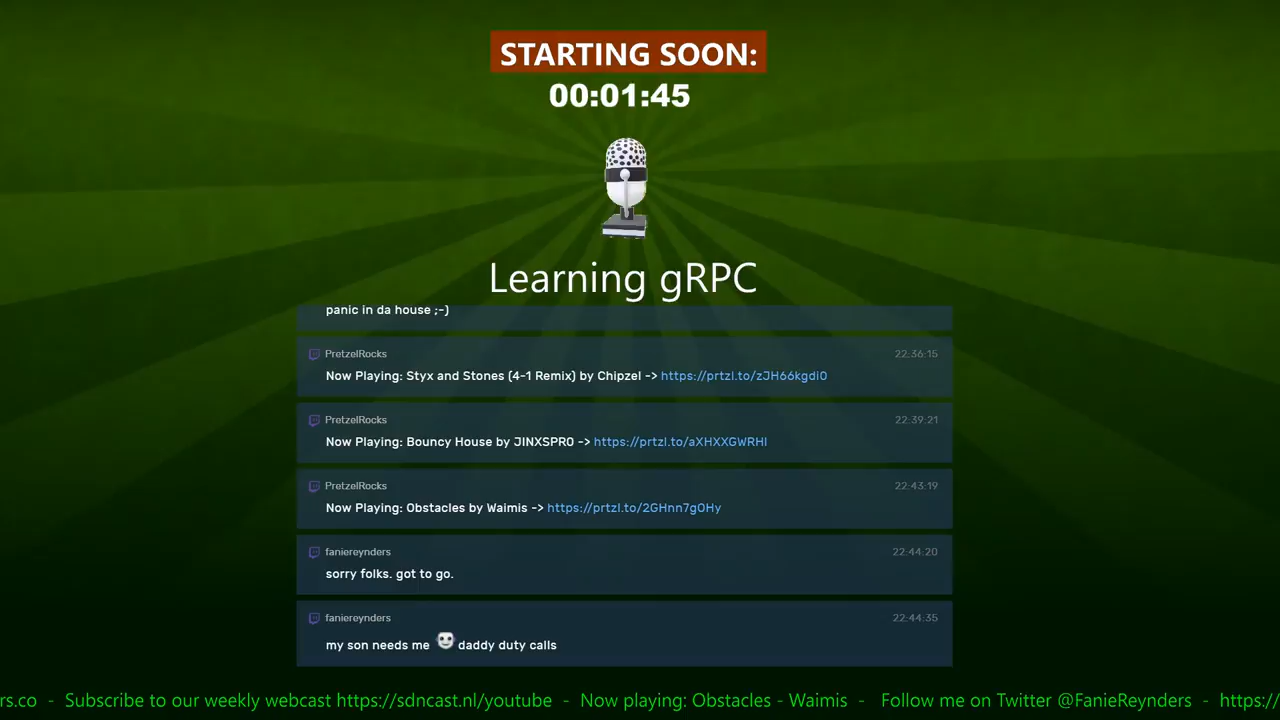 STARTING SOON:
00:01:45
Learning gRPC
panic in da house ;-)
PretzelRocks 22:36:15
Now Playing: Styx and Stones (4-1 Remix) by Chipzel -> https://prtzl.to/zJH66kgdi0
PretzelRocks 22:39:21
Now Playing: Bouncy House by JINXSPR0 -> https://prtzl.to/aXHXXGWRHI
PretzelRocks 22:43:19
Now Playing: Obstacles by Waimis -> https://prtzl.to/2GHnn7gOHy
faniereynders 22:44:20
sorry folks. got to go.
faniereynders 22:44:35
my son needs me daddy duty calls
rs.co - Subscribe to our weekly webcast https://sdncast.nl/youtube - Now playing: Obstacles - Waimis - Follow me on Twitter @FanieReynders - https://